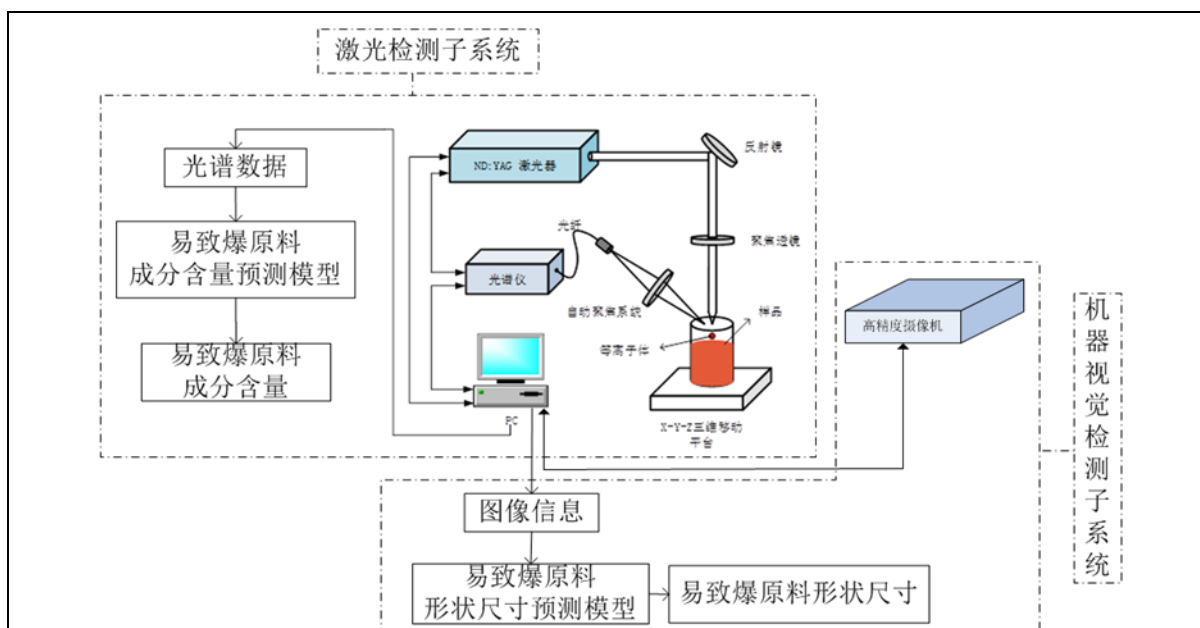 激光检测子系统
光谱数据
易致爆原料
成分含量预测模型
易致爆原料
成分含量
ND:YAG 激光器
反射镜
光纤
聚焦透镜
光谱仪
自动聚焦系统
样品
等离子体
PC
X-Y-Z三维移动
平台
高精度摄像机
机器视觉检测子系统
图像信息
易致爆原料
形状尺寸预测模型
易致爆原料形状尺寸